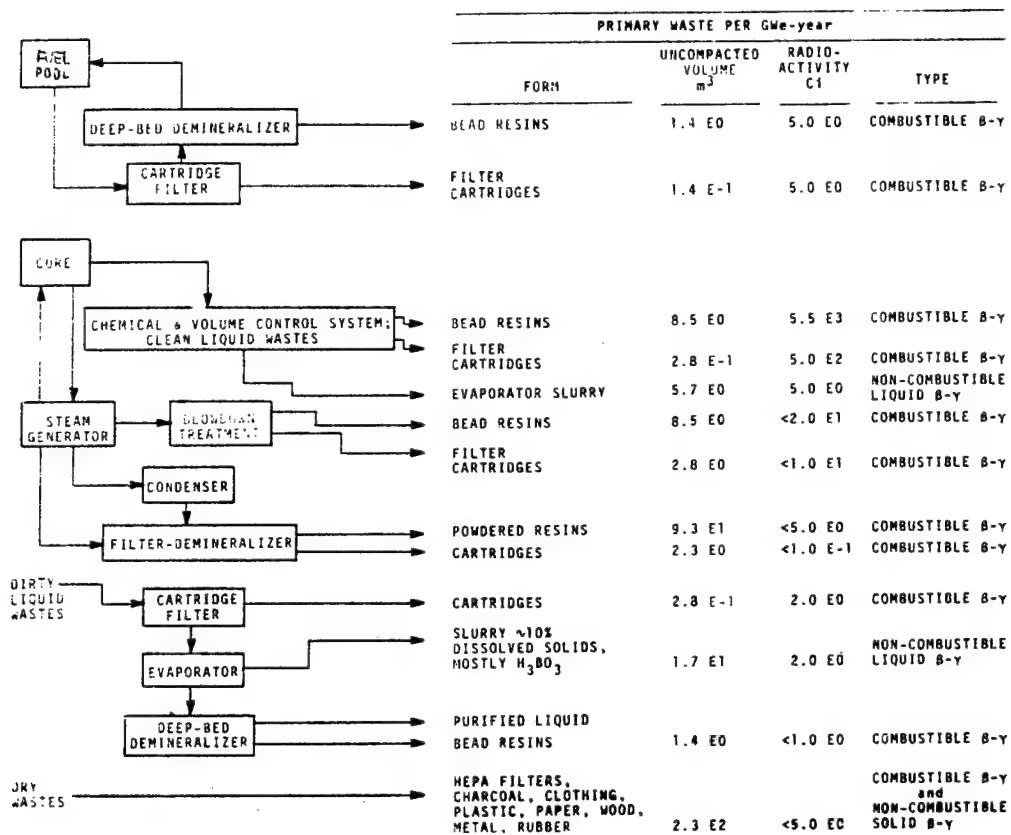 PRIMARY WASTE PER GWe-year
FORM
UNCOMPACTED
VOLUME
m³
RADIO-
ACTIVITY
Ci
TYPE
FUEL
POOL
DEEP-BED DEMINERALIZER
BEAD RESINS 1.4 E0 5.0 E0 COMBUSTIBLE β-γ
CARTRIDGE
FILTER
FILTER
CARTRIDGES 1.4 E-1 5.0 E0 COMBUSTIBLE β-γ
CORE
CHEMICAL & VOLUME CONTROL SYSTEM;
CLEAN LIQUID WASTES
BEAD RESINS 8.5 E0 5.5 E3 COMBUSTIBLE β-γ
FILTER
CARTRIDGES 2.8 E-1 5.0 E2 COMBUSTIBLE β-γ
EVAPORATOR SLURRY 5.7 E0 5.0 E0 NON-COMBUSTIBLE
LIQUID β-γ
STEAM
GENERATOR
BLOWDOWN
TREATMENT
BEAD RESINS 8.5 E0 <2.0 E1 COMBUSTIBLE β-γ
FILTER
CARTRIDGES 2.8 E0 <1.0 E1 COMBUSTIBLE β-γ
CONDENSER
FILTER-DEMINERALIZER
POWDERED RESINS 9.3 E1 <5.0 E0 COMBUSTIBLE β-γ
CARTRIDGES 2.3 E0 <1.0 E-1 COMBUSTIBLE β-γ
DIRTY
LIQUID
WASTES
CARTRIDGE
FILTER
CARTRIDGES 2.8 E-1 2.0 E0 COMBUSTIBLE β-γ
EVAPORATOR
SLURRY ~10%
DISSOLVED SOLIDS,
MOSTLY H₃BO₃ 1.7 E1 2.0 E0 NON-COMBUSTIBLE
LIQUID β-γ
DEEP-BED
DEMINERALIZER
PURIFIED LIQUID
BEAD RESINS 1.4 E0 <1.0 E0 COMBUSTIBLE β-γ
DRY
WASTES
HEPA FILTERS,
CHARCOAL, CLOTHING,
PLASTIC, PAPER, WOOD,
METAL, RUBBER 2.3 E2 <5.0 E0
COMBUSTIBLE β-γ
and
NON-COMBUSTIBLE
SOLID β-γ